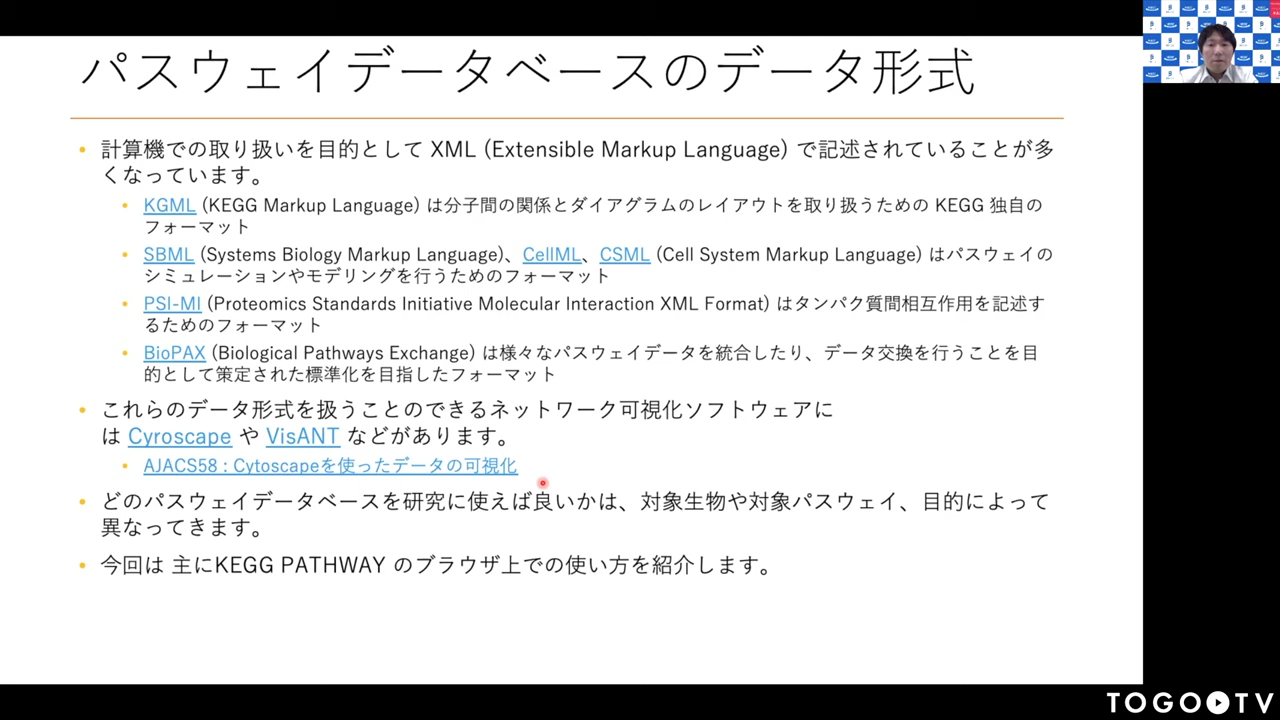 パスウェイデータベースのデータ形式
• 計算機での取り扱いを目的として XML (Extensible Markup Language) で記述されていることが多
くなっています。
• KGML (KEGG Markup Language) は分子間の関係とダイアグラムのレイアウトを取り扱うための KEGG 独自の
フォーマット
• SBML (Systems Biology Markup Language)、CellML、CSML (Cell System Markup Language) はパスウェイの
シミュレーションやモデリングを行うためのフォーマット
• PSI-MI (Proteomics Standards Initiative Molecular Interaction XML Format) はタンパク質間相互作用を記述す
るためのフォーマット
• BioPAX (Biological Pathways Exchange) は様々なパスウェイデータを統合したり、データ交換を行うことを目
的として策定された標準化を目指したフォーマット
• これらのデータ形式を扱うことのできるネットワーク可視化ソフトウェアに
は Cyroscape や VisANT などがあります。
• AJACS58 : Cytoscapeを使ったデータの可視化
• どのパスウェイデータベースを研究に使えば良いかは、対象生物や対象パスウェイ、目的によって
異なってきます。
• 今回は 主にKEGG PATHWAY のブラウザ上での使い方を紹介します。
TOGO TV